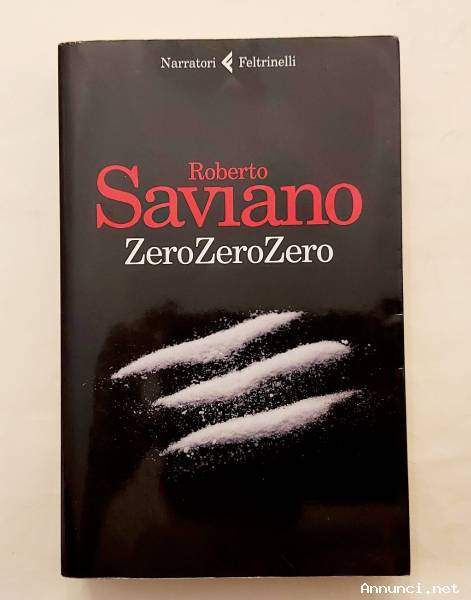 Narratori Feltrinelli
Roberto
Saviano
ZeroZeroZero
Annunci.net